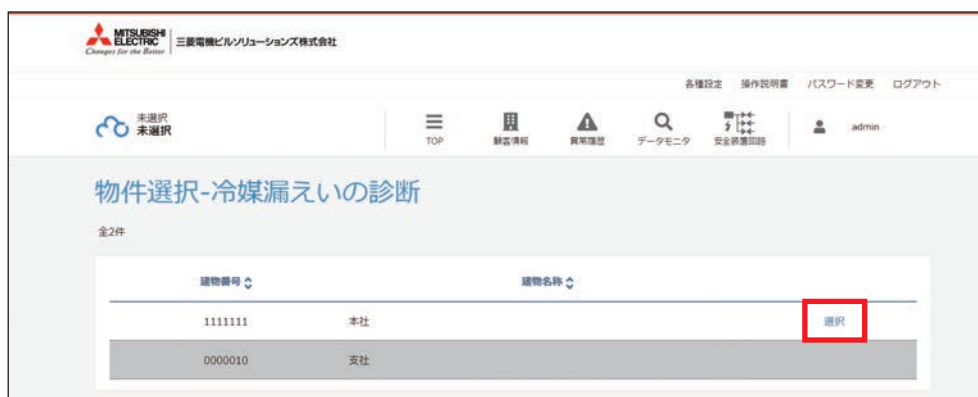 MITSUBISHI
ELECTRIC
Changes for the Better
三菱電機ビルソリューションズ株式会社
各種設定 操作説明書 パスワード変更 ログアウト
未選択
未選択
TOP 顧客情報 異常履歴 データモニタ 安全装置回路 admin
物件選択-冷媒漏えいの診断
全2件
建物番号 建物名称
1111111 本社 選択
0000010 支社